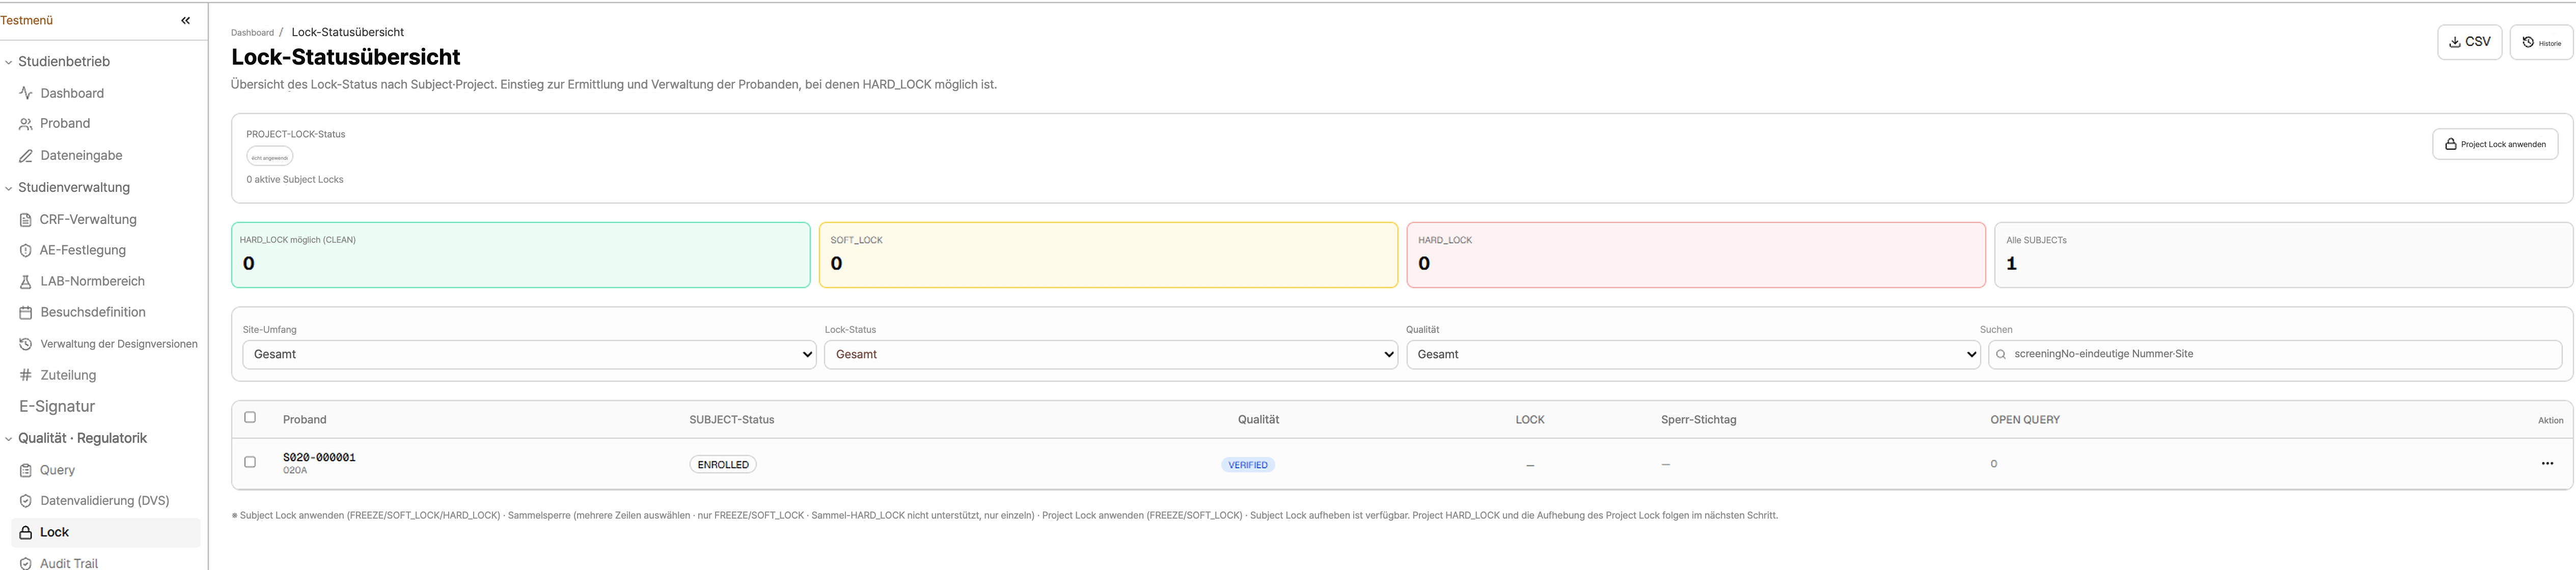 Testmenü
Studienbetrieb
Dashboard
Proband
Dateneingabe
Studienverwaltung
CRF-Verwaltung
AE-Festlegung
LAB-Normbereich
Besuchsdefinition
Verwaltung der Designversionen
Zuteilung
E-Signatur
Qualität · Regulatorik
Query
Datenvalidierung (DVS)
Lock
Audit Trail
Dashboard / Lock-Statusübersicht
Lock-Statusübersicht
Übersicht des Lock-Status nach Subject·Project. Einstieg zur Ermittlung und Verwaltung der Probanden, bei denen HARD_LOCK möglich ist.
CSV
Historie
PROJECT-LOCK-Status
0 aktive Subject Locks
Project Lock anwenden
HARD_LOCK möglich (CLEAN)
0
SOFT_LOCK
0
HARD_LOCK
0
Alle SUBJECTs
1
Site-Umfang
Gesamt
Lock-Status
Gesamt
Qualität
Gesamt
Suchen
screeningNo-eindeutige Nummer·Site
Proband SUBJECT-Status Qualität LOCK Sperr-Stichtag OPEN QUERY Aktion
S020-000001 ENROLLED VERIFIED — — 0 ···
020A
※ Subject Lock anwenden (FREEZE/SOFT_LOCK/HARD_LOCK) · Sammelsperre (mehrere Zeilen auswählen · nur FREEZE/SOFT_LOCK · Sammel-HARD_LOCK nicht unterstützt, nur einzeln) · Project Lock anwenden (FREEZE/SOFT_LOCK) · Subject Lock aufheben ist verfügbar. Project HARD_LOCK und die Aufhebung des Project Lock folgen im nächsten Schritt.